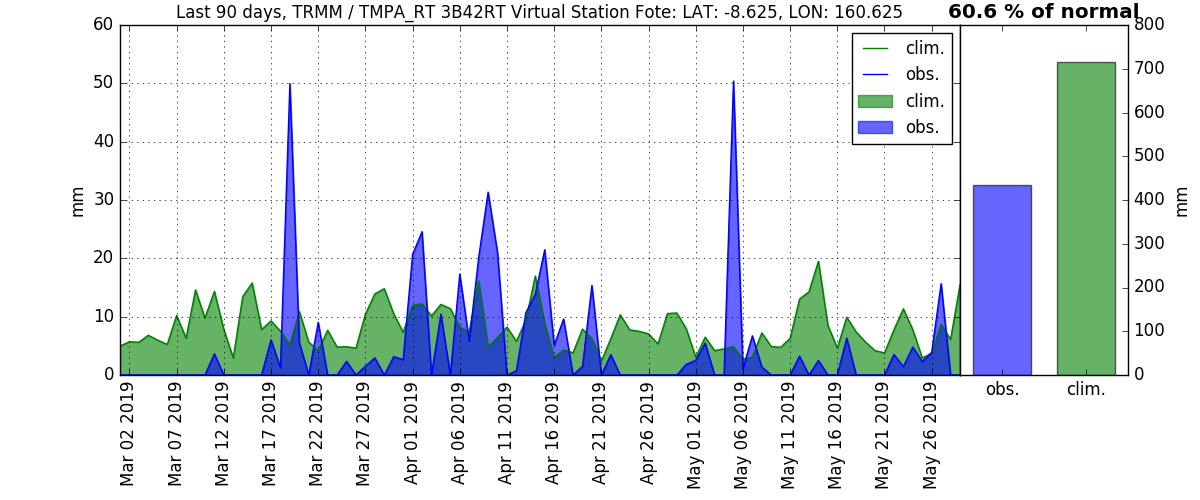 Last 90 days, TRMM / TMPA_RT 3B42RT Virtual Station Fote: LAT: -8.625, LON: 160.625
60.6 % of normal
60
50
40
30
20
10
0
mm
clim.
obs.
clim.
obs.
800
700
600
500
400
300
200
100
0
mm
obs.
clim.
Mar 02 2019
Mar 07 2019
Mar 12 2019
Mar 17 2019
Mar 22 2019
Mar 27 2019
Apr 01 2019
Apr 06 2019
Apr 11 2019
Apr 16 2019
Apr 21 2019
Apr 26 2019
May 01 2019
May 06 2019
May 11 2019
May 16 2019
May 21 2019
May 26 2019